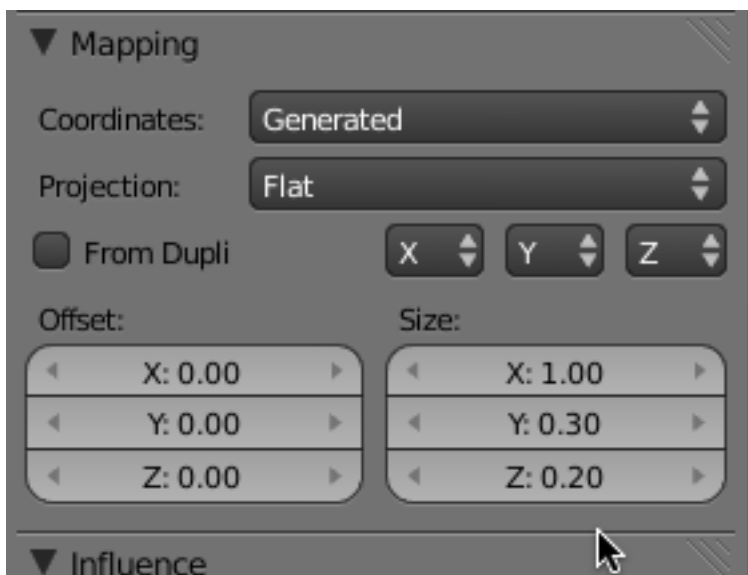 Mapping
Coordinates: Generated
Projection: Flat
From Dupli X Y Z
Offset: Size:
X: 0.00 X: 1.00
Y: 0.00 Y: 0.30
Z: 0.00 Z: 0.20
Influence